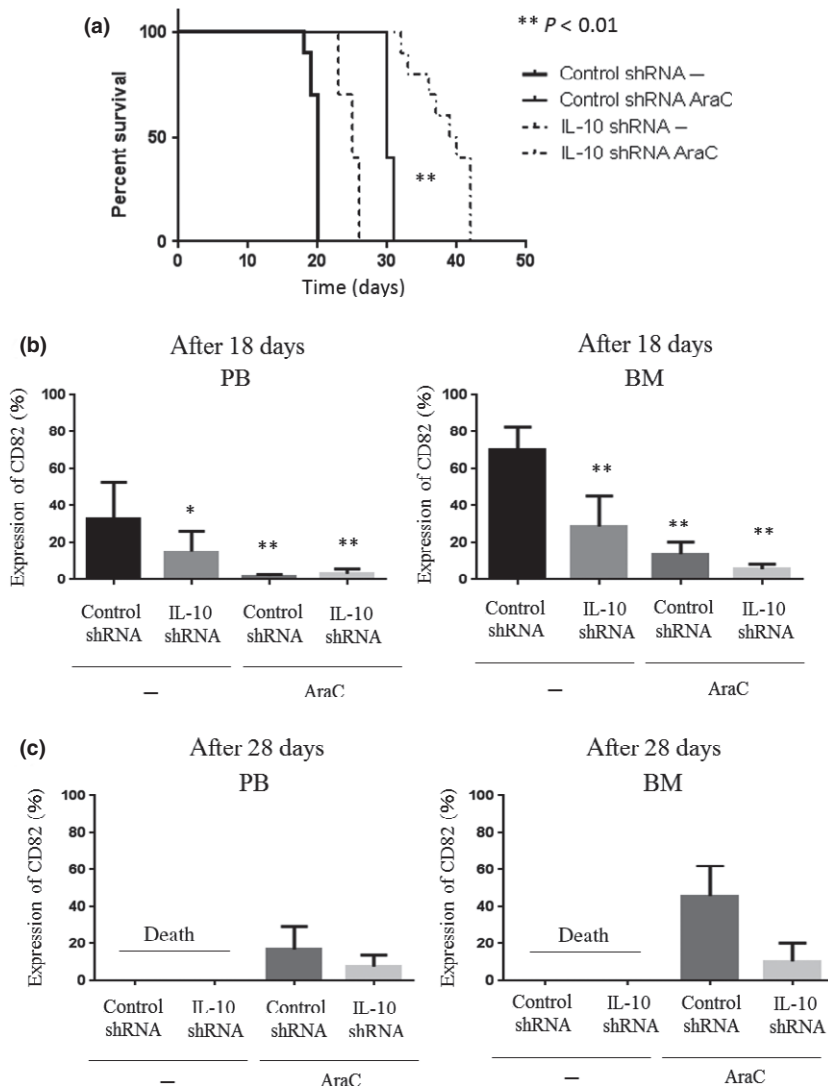 (a)
** P < 0.01
Control shRNA –
Control shRNA AraC
IL-10 shRNA –
IL-10 shRNA AraC
Percent survival
100
50
0
**
0 10 20 30 40 50
Time (days)
(b)
After 18 days
PB
Expression of CD82 (%)
100
80
60
40
20
0
* ** **
Control shRNA
IL-10 shRNA
Control shRNA
IL-10 shRNA
– AraC
After 18 days
BM
Expression of CD82 (%)
100
80
60
40
20
0
** ** **
Control shRNA
IL-10 shRNA
Control shRNA
IL-10 shRNA
– AraC
(c)
After 28 days
PB
Expression of CD82 (%)
100
80
60
40
20
0
Death
Control shRNA
IL-10 shRNA
Control shRNA
IL-10 shRNA
– AraC
After 28 days
BM
Expression of CD82 (%)
100
80
60
40
20
0
Death
Control shRNA
IL-10 shRNA
Control shRNA
IL-10 shRNA
– AraC